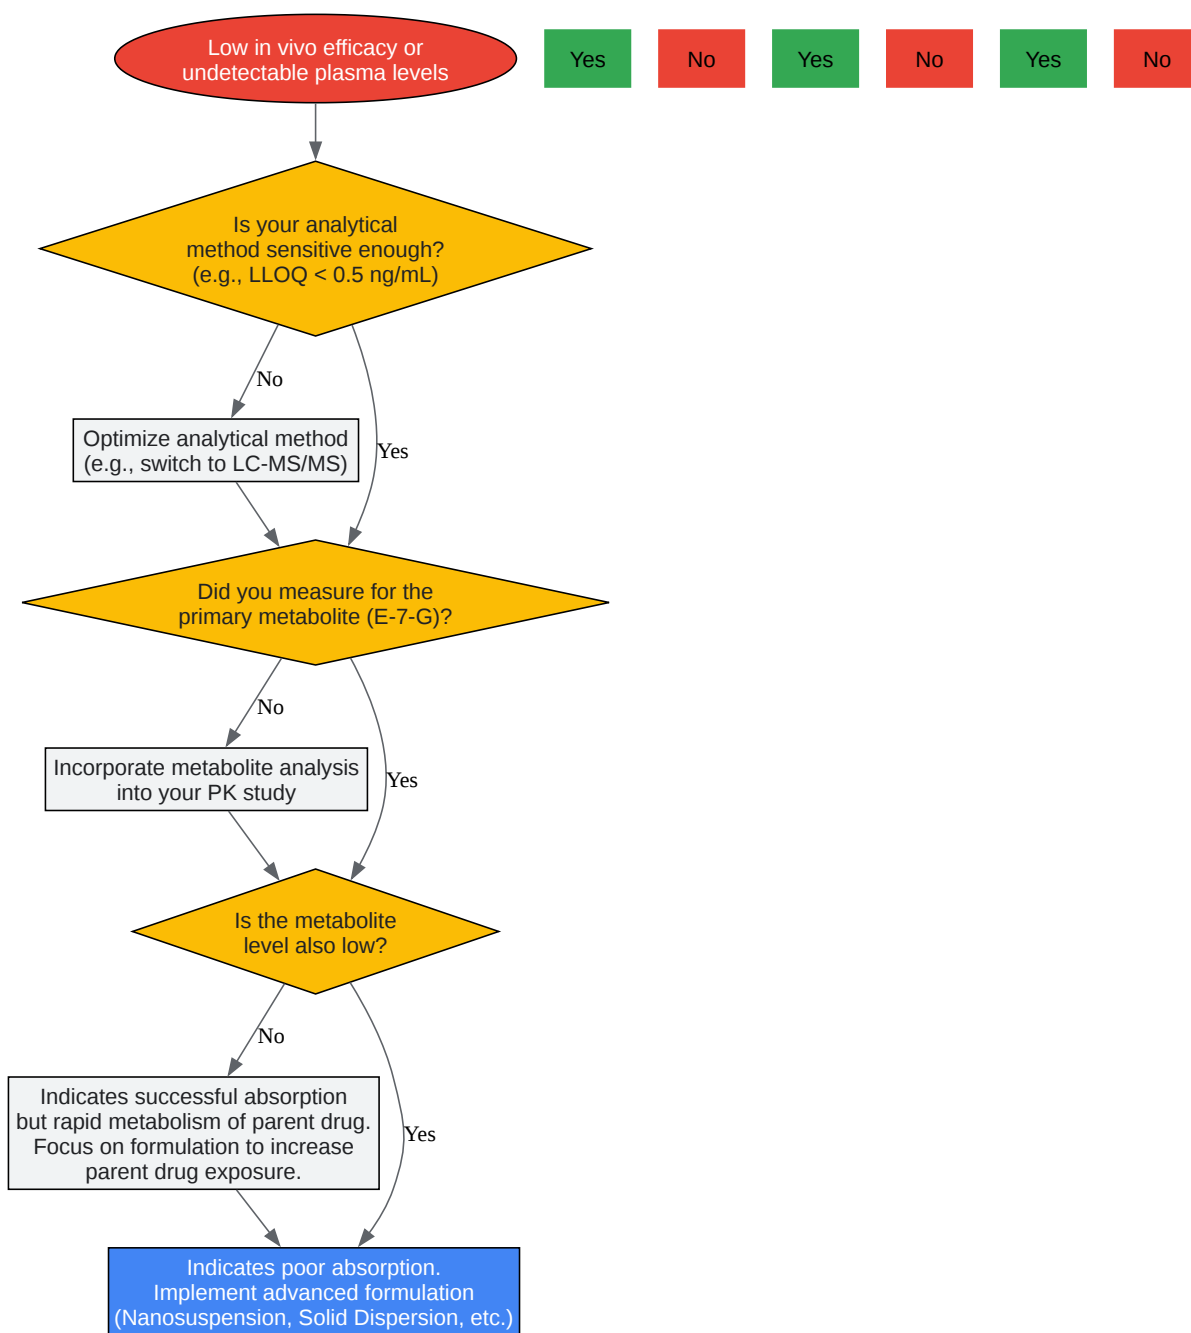 Low in vivo efficacy or
undetectable plasma levels
Yes
No
Yes
No
Yes
No
Is your analytical
method sensitive enough?
(e.g., LLOQ < 0.5 ng/mL)
No
Optimize analytical method
(e.g., switch to LC-MS/MS)
Yes
Did you measure for the
primary metabolite (E-7-G)?
No
Incorporate metabolite analysis
into your PK study
Yes
Is the metabolite
level also low?
No
Indicates successful absorption
but rapid metabolism of parent drug.
Focus on formulation to increase
parent drug exposure.
Yes
Indicates poor absorption.
Implement advanced formulation
(Nanosuspension, Solid Dispersion, etc.)